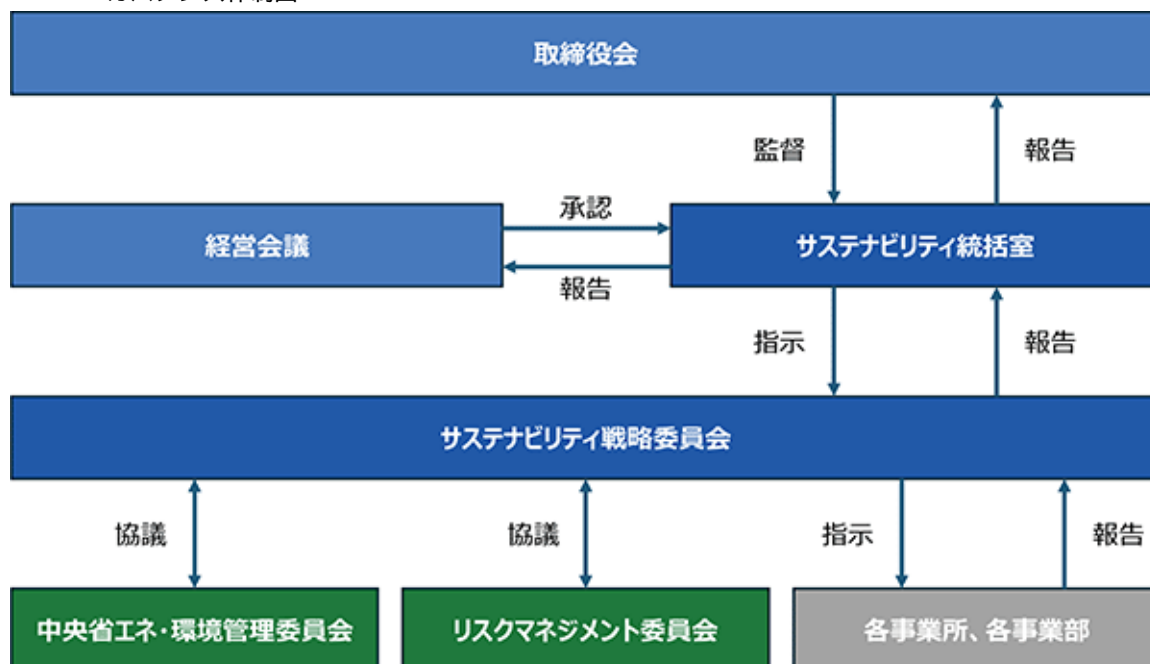 取締役会
監督
報告
承認
経営会議
サステナビリティ統括室
報告
指示
報告
サステナビリティ戦略委員会
協議
協議
指示
報告
中央省エネ・環境管理委員会
リスクマネジメント委員会
各事業所、各事業部